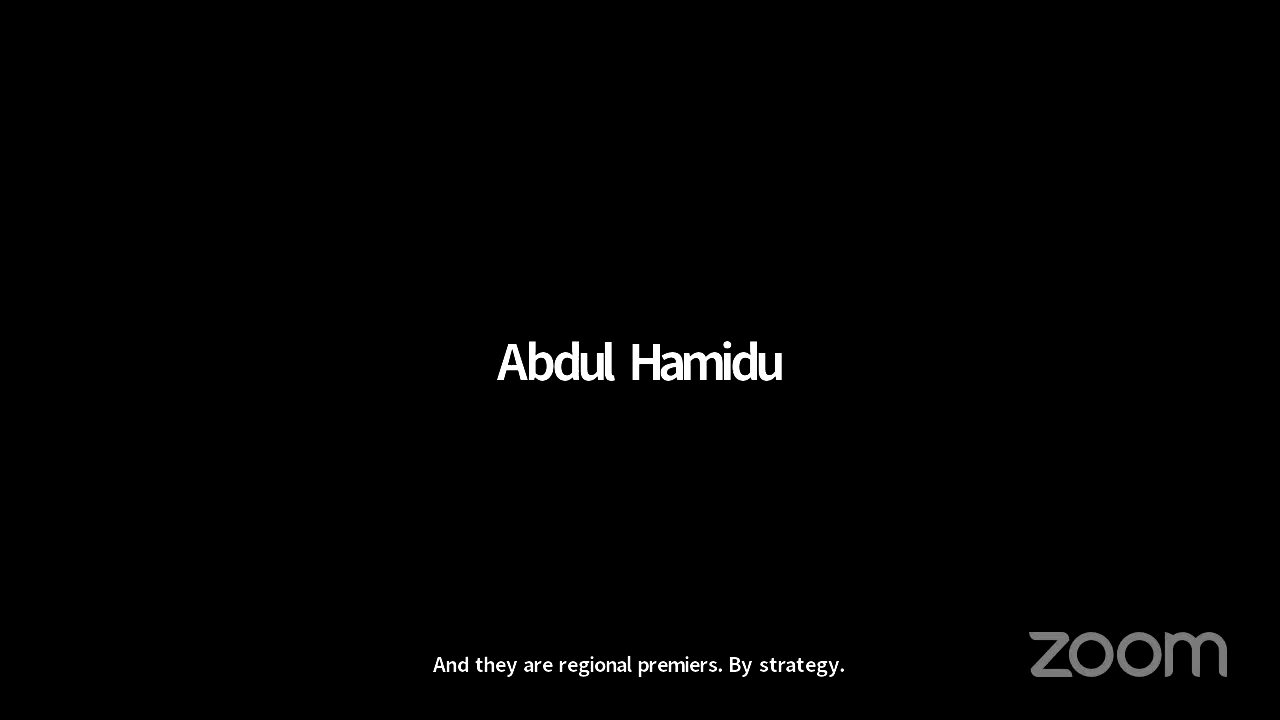 Abdul Hamidu
And they are regional premiers. By strategy.
zoom